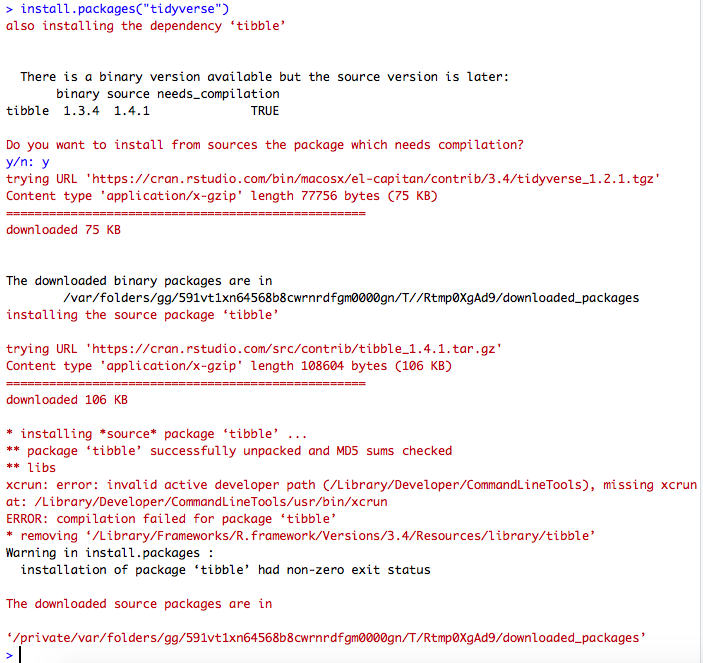 > install.packages("tidyverse")
also installing the dependency ‘tibble’
There is a binary version available but the source version is later:
binary source needs_compilation
tibble 1.3.4 1.4.1 TRUE
Do you want to install from sources the package which needs compilation?
y/n: y
trying URL 'https://cran.rstudio.com/bin/macosx/el-capitan/contrib/3.4/tidyverse_1.2.1.tgz'
Content type 'application/x-gzip' length 77756 bytes (75 KB)
==================================================
downloaded 75 KB
The downloaded binary packages are in
/var/folders/gg/591vt1xn64568b8cwrnrdfgm0000gn/T//Rtmp0XgAd9/downloaded_packages
installing the source package ‘tibble’
trying URL 'https://cran.rstudio.com/src/contrib/tibble_1.4.1.tar.gz'
Content type 'application/x-gzip' length 108604 bytes (106 KB)
==================================================
downloaded 106 KB
* installing *source* package ‘tibble’ ...
** package ‘tibble’ successfully unpacked and MD5 sums checked
** libs
xcrun: error: invalid active developer path (/Library/Developer/CommandLineTools), missing xcrun
at: /Library/Developer/CommandLineTools/usr/bin/xcrun
ERROR: compilation failed for package ‘tibble’
* removing ‘/Library/Frameworks/R.framework/Versions/3.4/Resources/library/tibble’
Warning in install.packages :
installation of package ‘tibble’ had non-zero exit status
The downloaded source packages are in
‘/private/var/folders/gg/591vt1xn64568b8cwrnrdfgm0000gn/T/Rtmp0XgAd9/downloaded_packages’
>